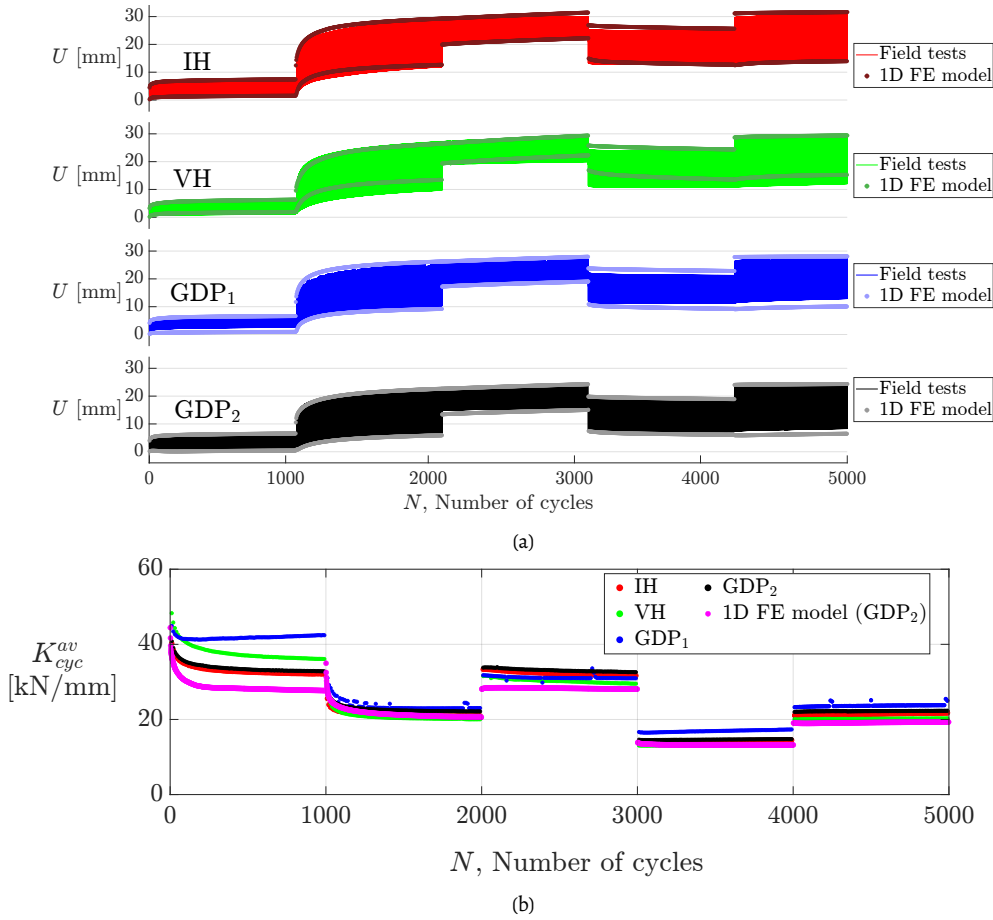 30
20
10
0
U [mm]
IH
Field tests
1D FE model
30
20
10
0
U [mm]
VH
Field tests
1D FE model
30
20
10
0
U [mm]
GDP1
Field tests
1D FE model
30
20
10
0
U [mm]
GDP2
Field tests
1D FE model
0 1000 2000 3000 4000 5000
N, Number of cycles
(a)
60
40
20
0
K_cyc^av
[kN/mm]
IH GDP2
VH 1D FE model (GDP2)
GDP1
0 1000 2000 3000 4000 5000
N, Number of cycles
(b)